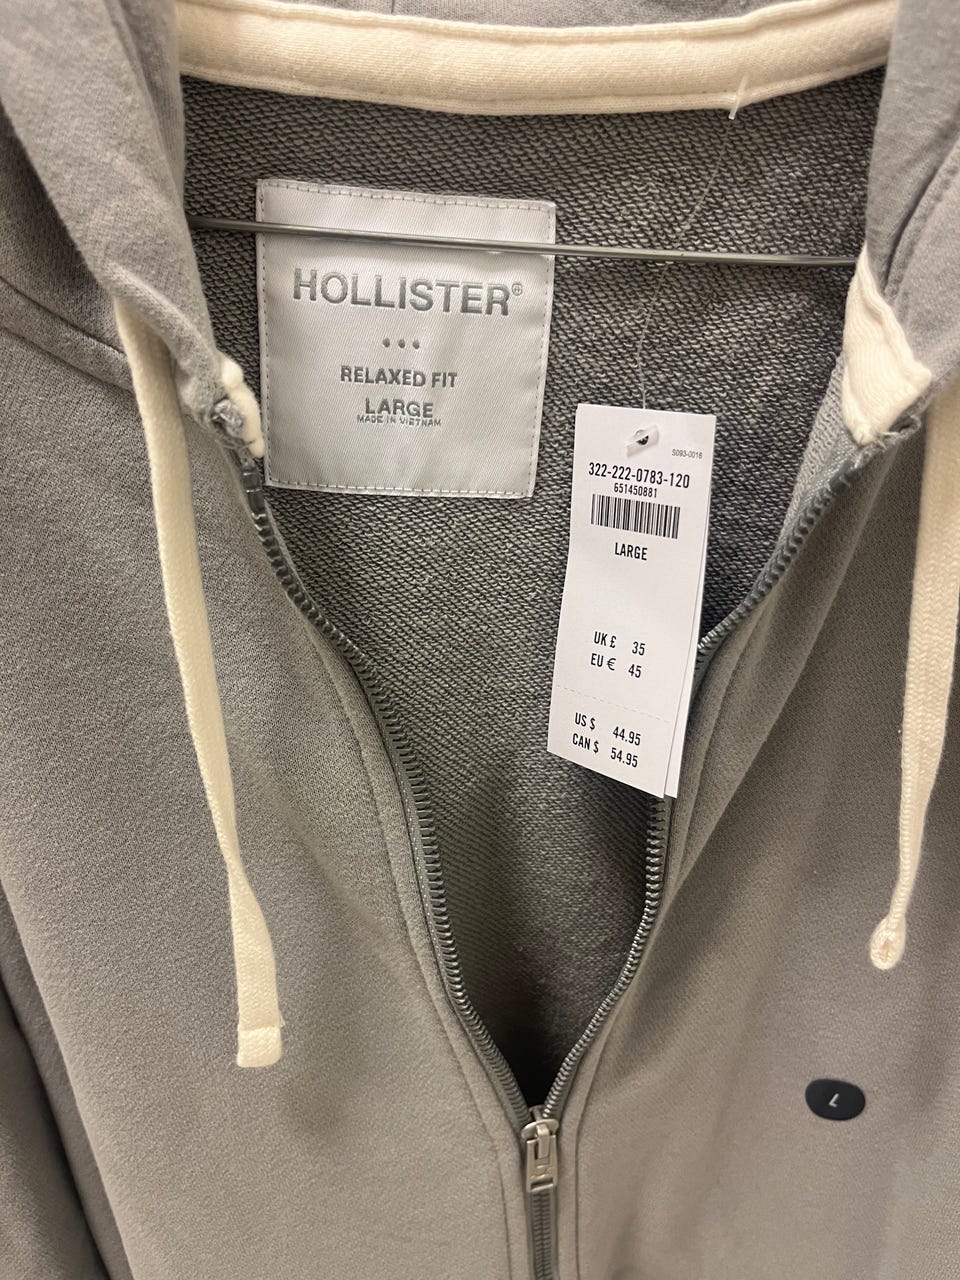 HOLLISTER®
RELAXED FIT
LARGE
MADE IN VIETNAM
S093-0016
322-222-0783-120
651450881
LARGE
UK £ 35
EU € 45
US $ 44.95
CAN $ 54.95
L